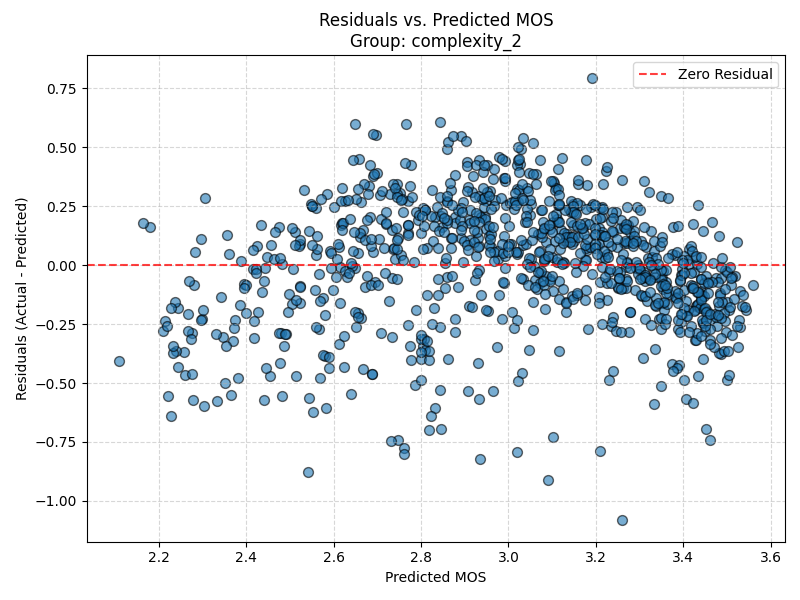 Residuals vs. Predicted MOS
Group: complexity_2
Zero Residual
Residuals (Actual - Predicted)
0.75
0.50
0.25
0.00
−0.25
−0.50
−0.75
−1.00
2.2 2.4 2.6 2.8 3.0 3.2 3.4 3.6
Predicted MOS